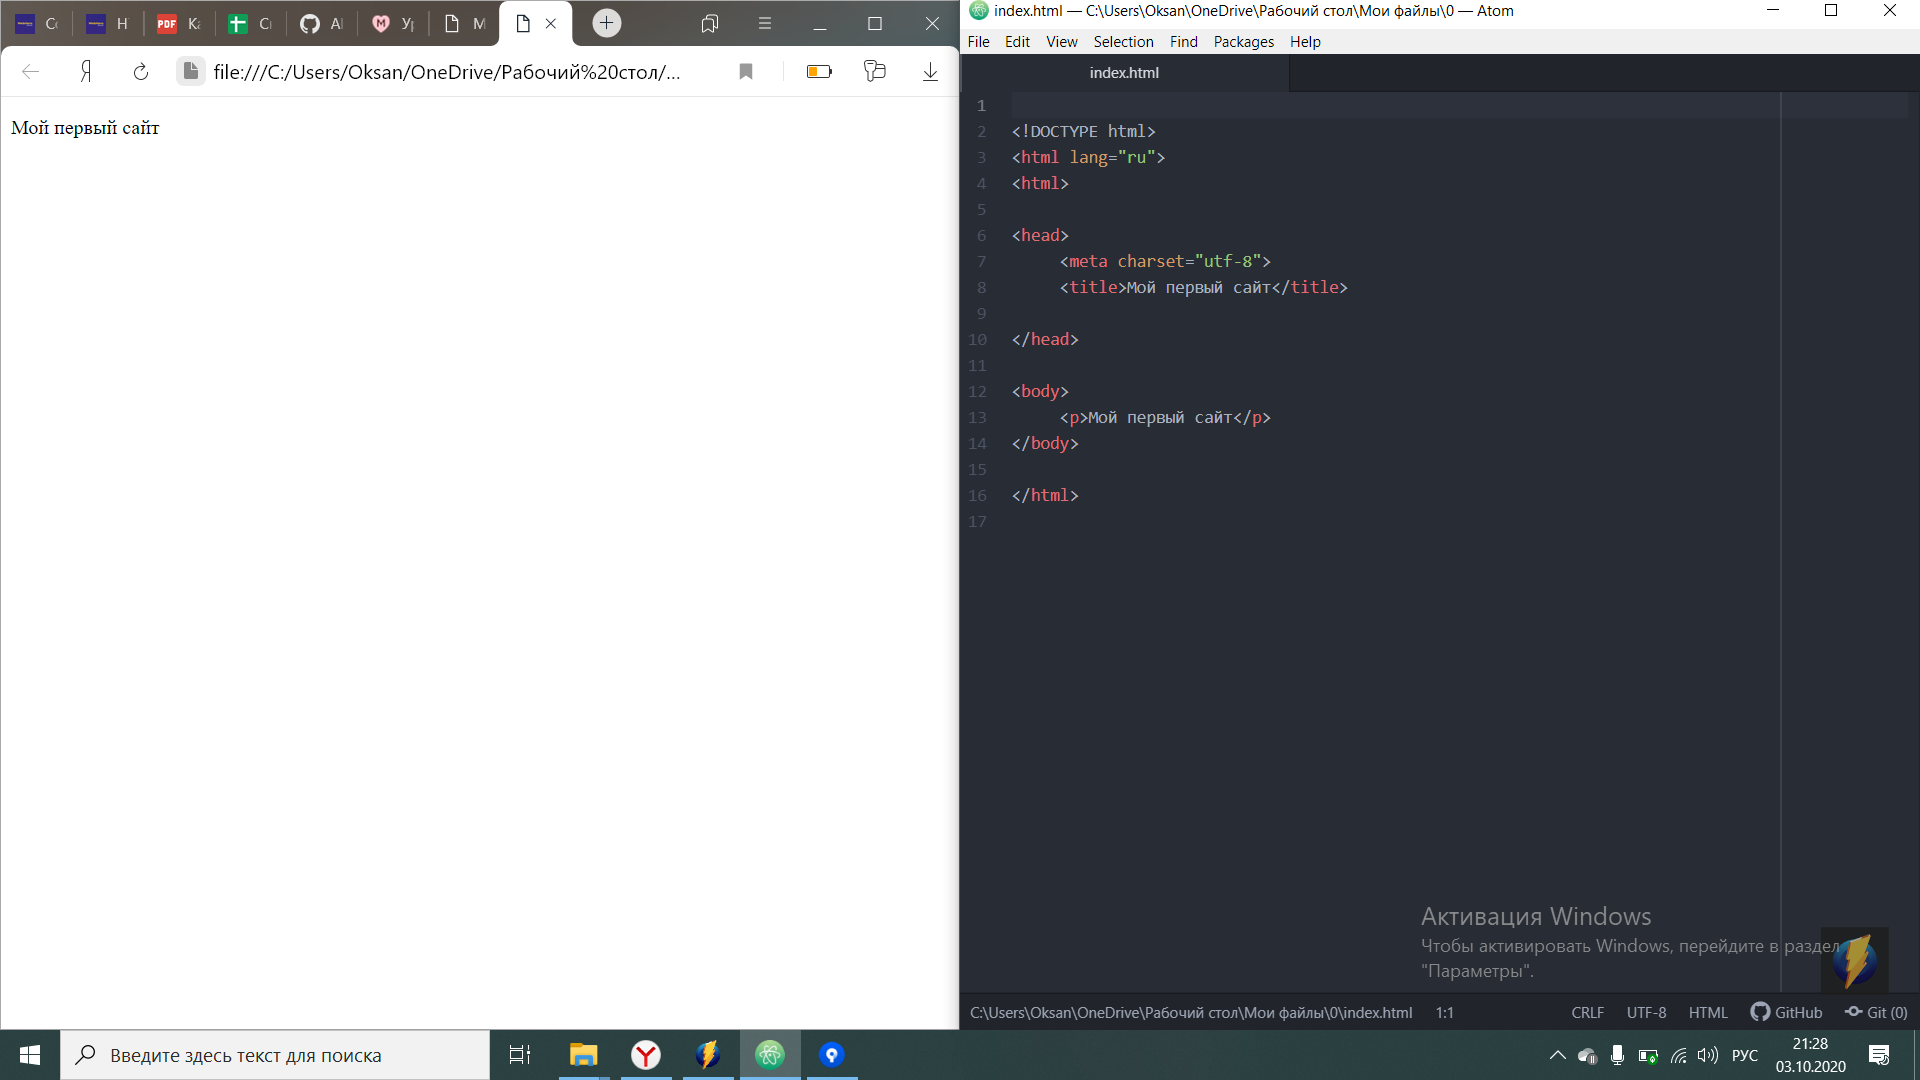 Мой первый сайт
file:///C:/Users/Oksan/OneDrive/Рабочий%20стол/...
index.html — C:\Users\Oksan\OneDrive\Рабочий стол\Мои файлы\0 — Atom
File Edit View Selection Find Packages Help
index.html
1
2 <!DOCTYPE html>
3 <html lang="ru">
4 <html>
5
6 <head>
7 <meta charset="utf-8">
8 <title>Мой первый сайт</title>
9
10 </head>
11
12 <body>
13 <p>Мой первый сайт</p>
14 </body>
15
16 </html>
17
Активация Windows
Чтобы активировать Windows, перейдите в раздел
"Параметры".
C:\Users\Oksan\OneDrive\Рабочий стол\Мои файлы\0\index.html 1:1 CRLF UTF-8 HTML GitHub Git (0)
Введите здесь текст для поиска
РУС
21:28
03.10.2020